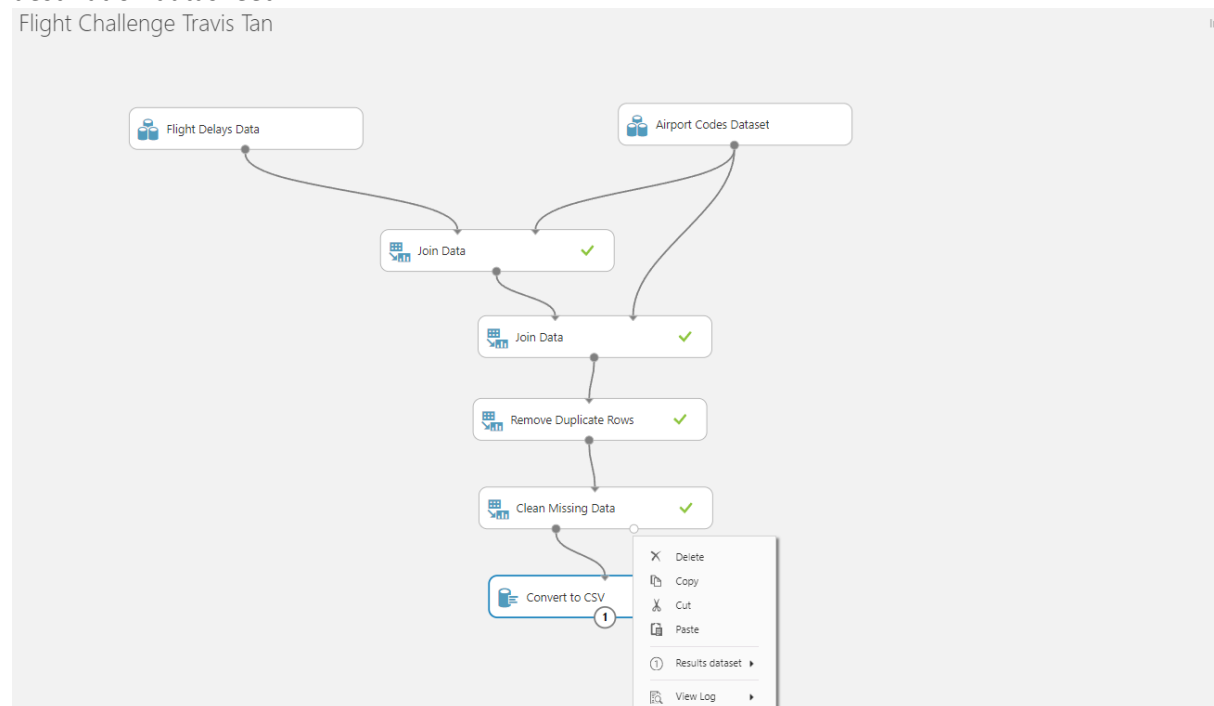 Flight Challenge Travis Tan
Flight Delays Data
Airport Codes Dataset
Join Data
Join Data
Remove Duplicate Rows
Clean Missing Data
Convert to CSV
1
Delete
Copy
Cut
Paste
1 Results dataset
View Log